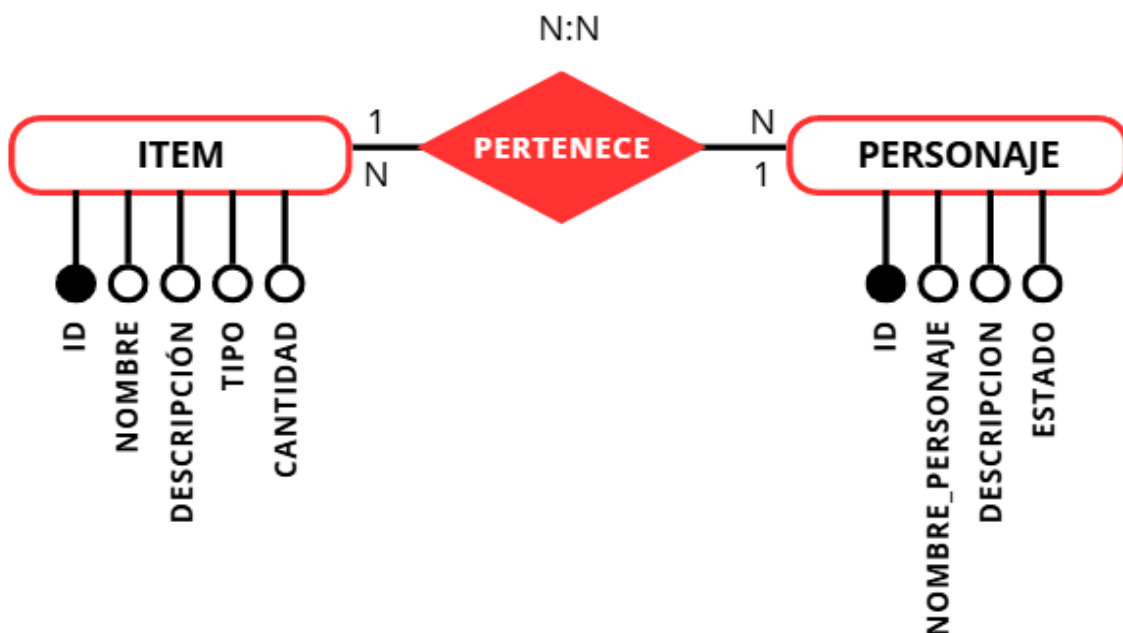 N:N
1
N
ITEM
PERTENECE
N
1
PERSONAJE
ID
NOMBRE
DESCRIPCIÓN
TIPO
CANTIDAD
ID
NOMBRE_PERSONAJE
DESCRIPCION
ESTADO